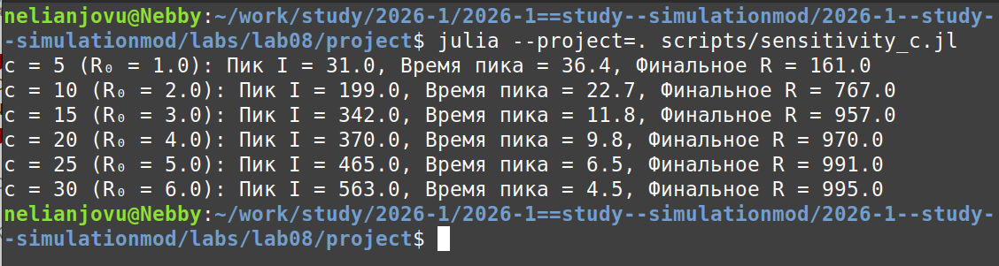 nelianjovu@Nebby:~/work/study/2026-1/2026-1==study--simulationmod/2026-1--study-
-simulationmod/labs/lab08/project$ julia --project=. scripts/sensitivity_c.jl
c = 5 (R₀ = 1.0): Пик I = 31.0, Время пика = 36.4, Финальное R = 161.0
c = 10 (R₀ = 2.0): Пик I = 199.0, Время пика = 22.7, Финальное R = 767.0
c = 15 (R₀ = 3.0): Пик I = 342.0, Время пика = 11.8, Финальное R = 957.0
c = 20 (R₀ = 4.0): Пик I = 370.0, Время пика = 9.8, Финальное R = 970.0
c = 25 (R₀ = 5.0): Пик I = 465.0, Время пика = 6.5, Финальное R = 991.0
c = 30 (R₀ = 6.0): Пик I = 563.0, Время пика = 4.5, Финальное R = 995.0
nelianjovu@Nebby:~/work/study/2026-1/2026-1==study--simulationmod/2026-1--study-
-simulationmod/labs/lab08/project$